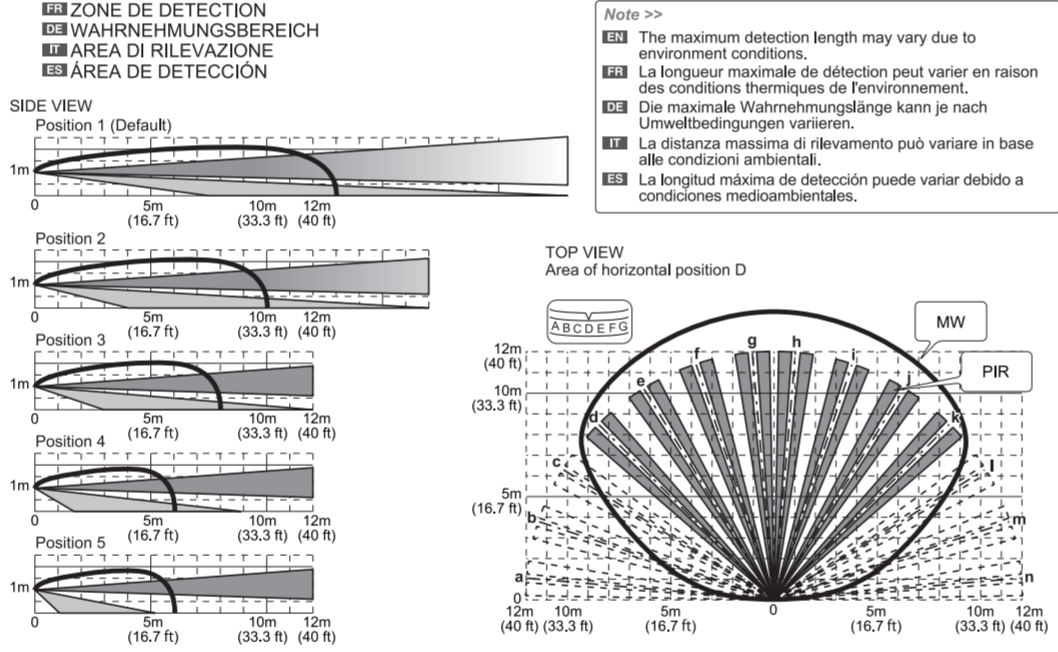 FR ZONE DE DETECTION
DE WAHRNEHMUNGSBEREICH
IT AREA DI RILEVAZIONE
ES ÁREA DE DETECCIÓN
Note >>
EN The maximum detection length may vary due to
environment conditions.
FR La longueur maximale de détection peut varier en raison
des conditions thermiques de l'environnement.
DE Die maximale Wahrnehmungslänge kann je nach
Umweltbedingungen variieren.
IT La distanza massima di rilevamento può variare in base
alle condizioni ambientali.
ES La longitud máxima de detección puede variar debido a
condiciones medioambientales.
SIDE VIEW
Position 1 (Default)
1m
0 5m 10m 12m
(16.7 ft) (33.3 ft) (40 ft)
Position 2
1m
0 5m 10m 12m
(16.7 ft) (33.3 ft) (40 ft)
Position 3
1m
0 5m 10m 12m
(16.7 ft) (33.3 ft) (40 ft)
Position 4
1m
0 5m 10m 12m
(16.7 ft) (33.3 ft) (40 ft)
Position 5
1m
0 5m 10m 12m
(16.7 ft) (33.3 ft) (40 ft)
TOP VIEW
Area of horizontal position D
A B C D E F G
MW
PIR
12m
(40 ft)
10m
(33.3 ft)
5m
(16.7 ft)
0
a b c d e f g h i j k l m n
12m 10m 5m 0 5m 10m 12m
(40 ft) (33.3 ft) (16.7 ft) (16.7 ft) (33.3 ft) (40 ft)